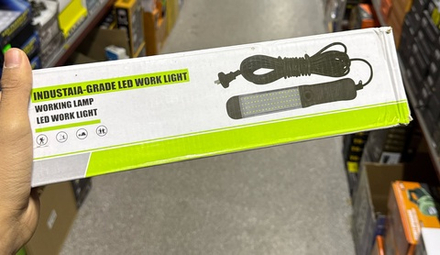 INDUSTAIA-GRADE LED WORK LIGHT
WORKING LAMP
LED WORK LIGHT